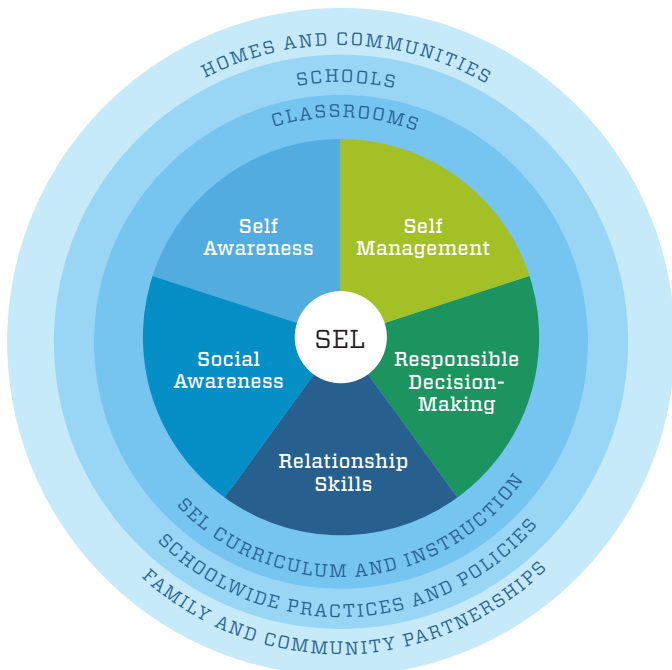 HOMES AND COMMUNITIES
SCHOOLS
CLASSROOMS
Self
Awareness
Self
Management
SEL
Social
Awareness
Responsible
Decision-
Making
Relationship
Skills
SEL CURRICULUM AND INSTRUCTION
SCHOOLWIDE PRACTICES AND POLICIES
FAMILY AND COMMUNITY PARTNERSHIPS